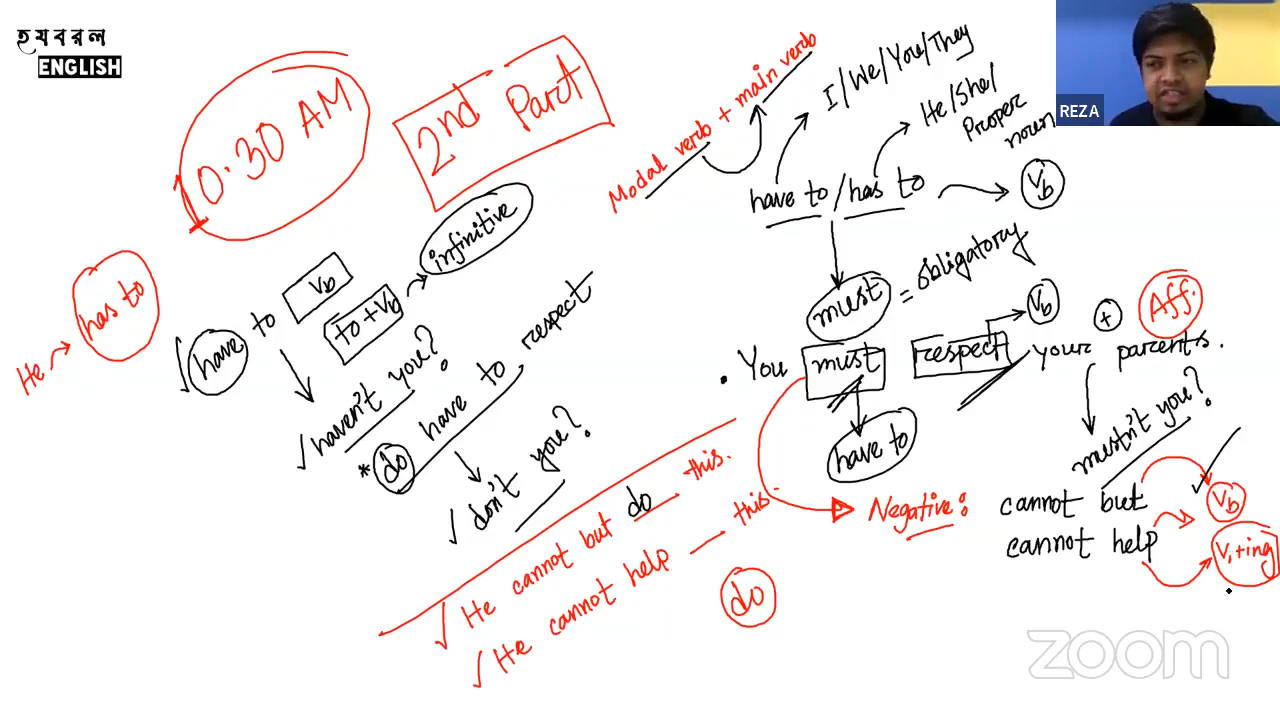 হযবরল
ENGLISH
10.30 AM
2nd Part
Modal verb + main verb
I/We/You/They
He/She/
Proper
noun
REZA
have to / has to
Vb
infinitive
He
has to
have to
Vb
to + Vb
haven't you?
* do have to respect
don't you?
must = obligatory
Vb
+
Aff.
You must respect your parents.
have to
mustn't you?
Negative:
cannot but
Vb
cannot help
V₁+ing
He cannot but do this.
He cannot help ___ this.
do
zoom